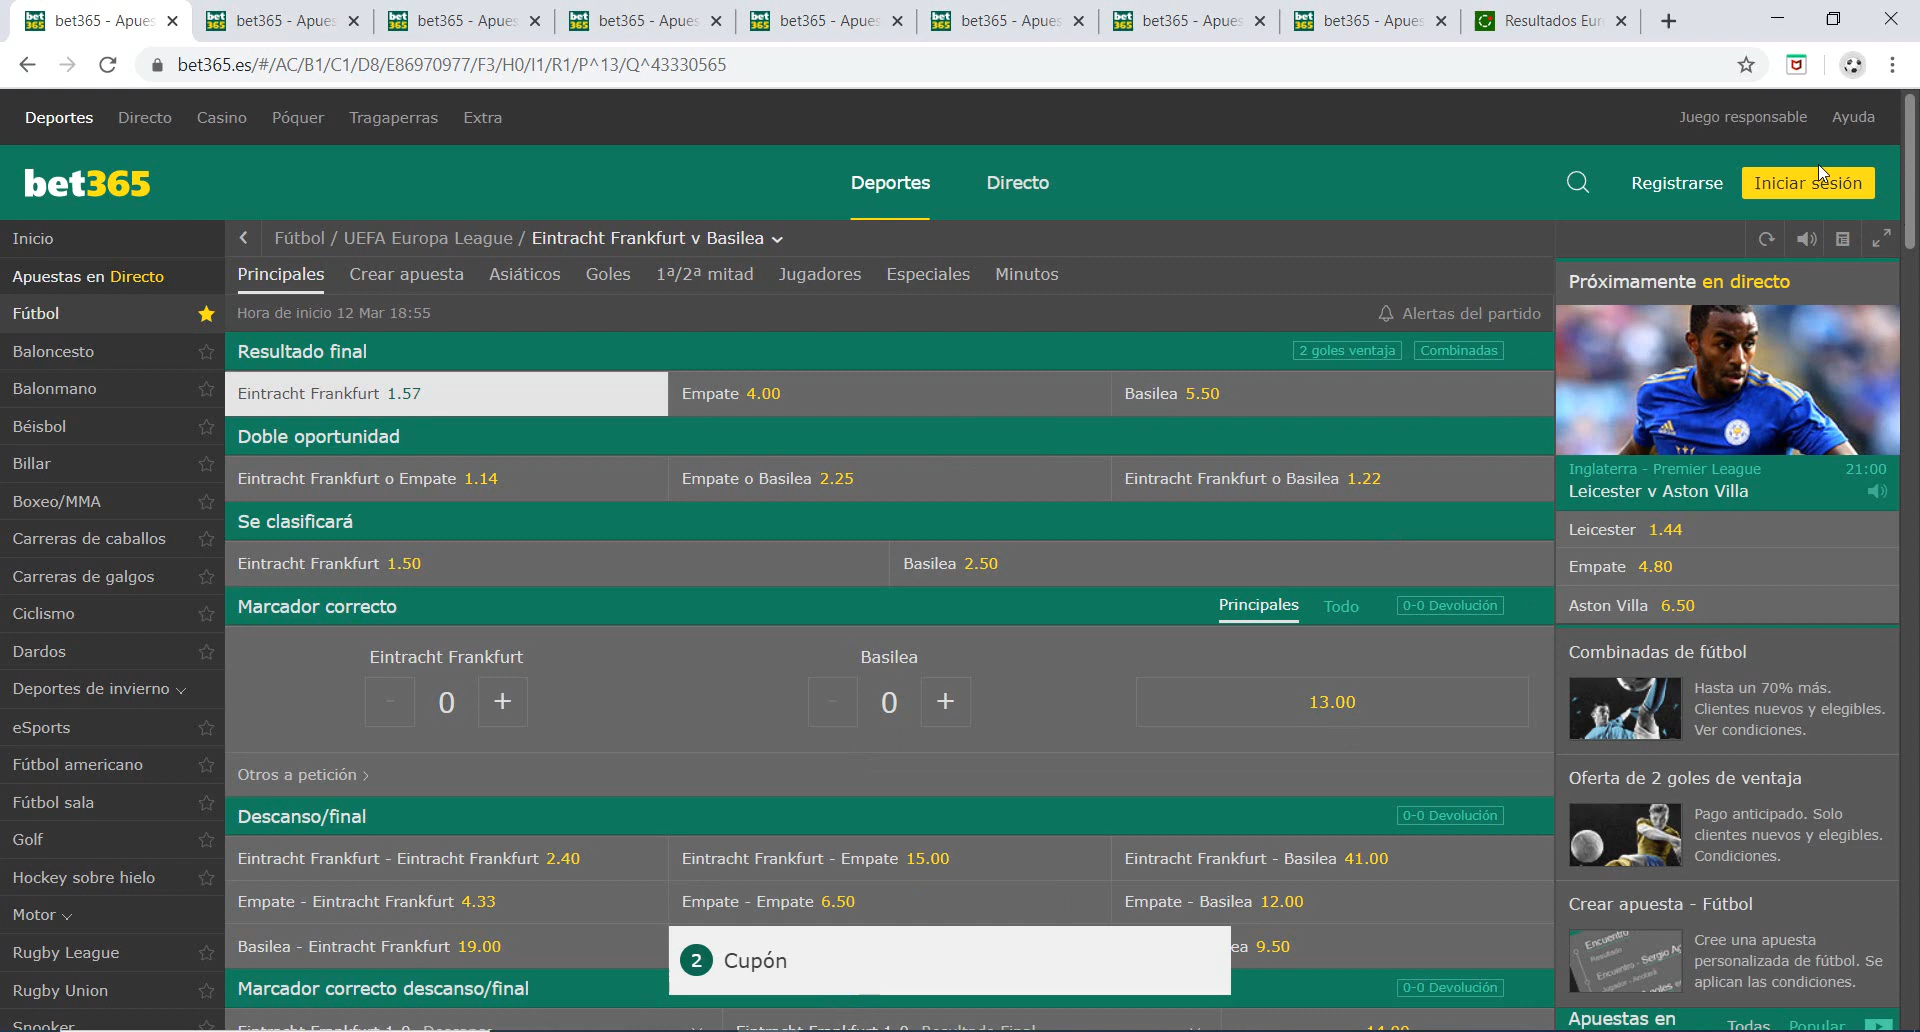 bet365 - Apues
bet365 - Apues
bet365 - Apues
bet365 - Apues
bet365 - Apues
bet365 - Apues
bet365 - Apues
bet365 - Apues
Resultados Eur
bet365.es/#/AC/B1/C1/D8/E86970977/F3/H0/I1/R1/P^13/Q^43330565
Deportes Directo Casino Póquer Tragaperras Extra
Juego responsable Ayuda
bet365
Deportes Directo
Registrarse Iniciar sesión
Inicio
Apuestas en Directo
Fútbol
Baloncesto
Balonmano
Béisbol
Billar
Boxeo/MMA
Carreras de caballos
Carreras de galgos
Ciclismo
Dardos
Deportes de invierno
eSports
Fútbol americano
Fútbol sala
Golf
Hockey sobre hielo
Motor
Rugby League
Rugby Union
Snooker
Fútbol / UEFA Europa League / Eintracht Frankfurt v Basilea
Principales Crear apuesta Asiáticos Goles 1ª/2ª mitad Jugadores Especiales Minutos
Hora de inicio 12 Mar 18:55
Alertas del partido
Resultado final
2 goles ventaja Combinadas
Eintracht Frankfurt 1.57
Empate 4.00
Basilea 5.50
Doble oportunidad
Eintracht Frankfurt o Empate 1.14
Empate o Basilea 2.25
Eintracht Frankfurt o Basilea 1.22
Se clasificará
Eintracht Frankfurt 1.50
Basilea 2.50
Marcador correcto
Principales Todo 0-0 Devolución
Eintracht Frankfurt
Basilea
- 0 +
- 0 +
13.00
Otros a petición >
Descanso/final
0-0 Devolución
Eintracht Frankfurt - Eintracht Frankfurt 2.40
Eintracht Frankfurt - Empate 15.00
Eintracht Frankfurt - Basilea 41.00
Empate - Eintracht Frankfurt 4.33
Empate - Empate 6.50
Empate - Basilea 12.00
Basilea - Eintracht Frankfurt 19.00
ea 9.50
2 Cupón
Marcador correcto descanso/final
0-0 Devolución
Próximamente en directo
Inglaterra - Premier League 21:00
Leicester v Aston Villa
Leicester 1.44
Empate 4.80
Aston Villa 6.50
Combinadas de fútbol
Hasta un 70% más.
Clientes nuevos y elegibles.
Ver condiciones.
Oferta de 2 goles de ventaja
Pago anticipado. Solo
clientes nuevos y elegibles.
Condiciones.
Crear apuesta - Fútbol
Encuentro
Resultado
Cree una apuesta
personalizada de fútbol. Se
aplican las condiciones.
Apuestas en
Todas Popular